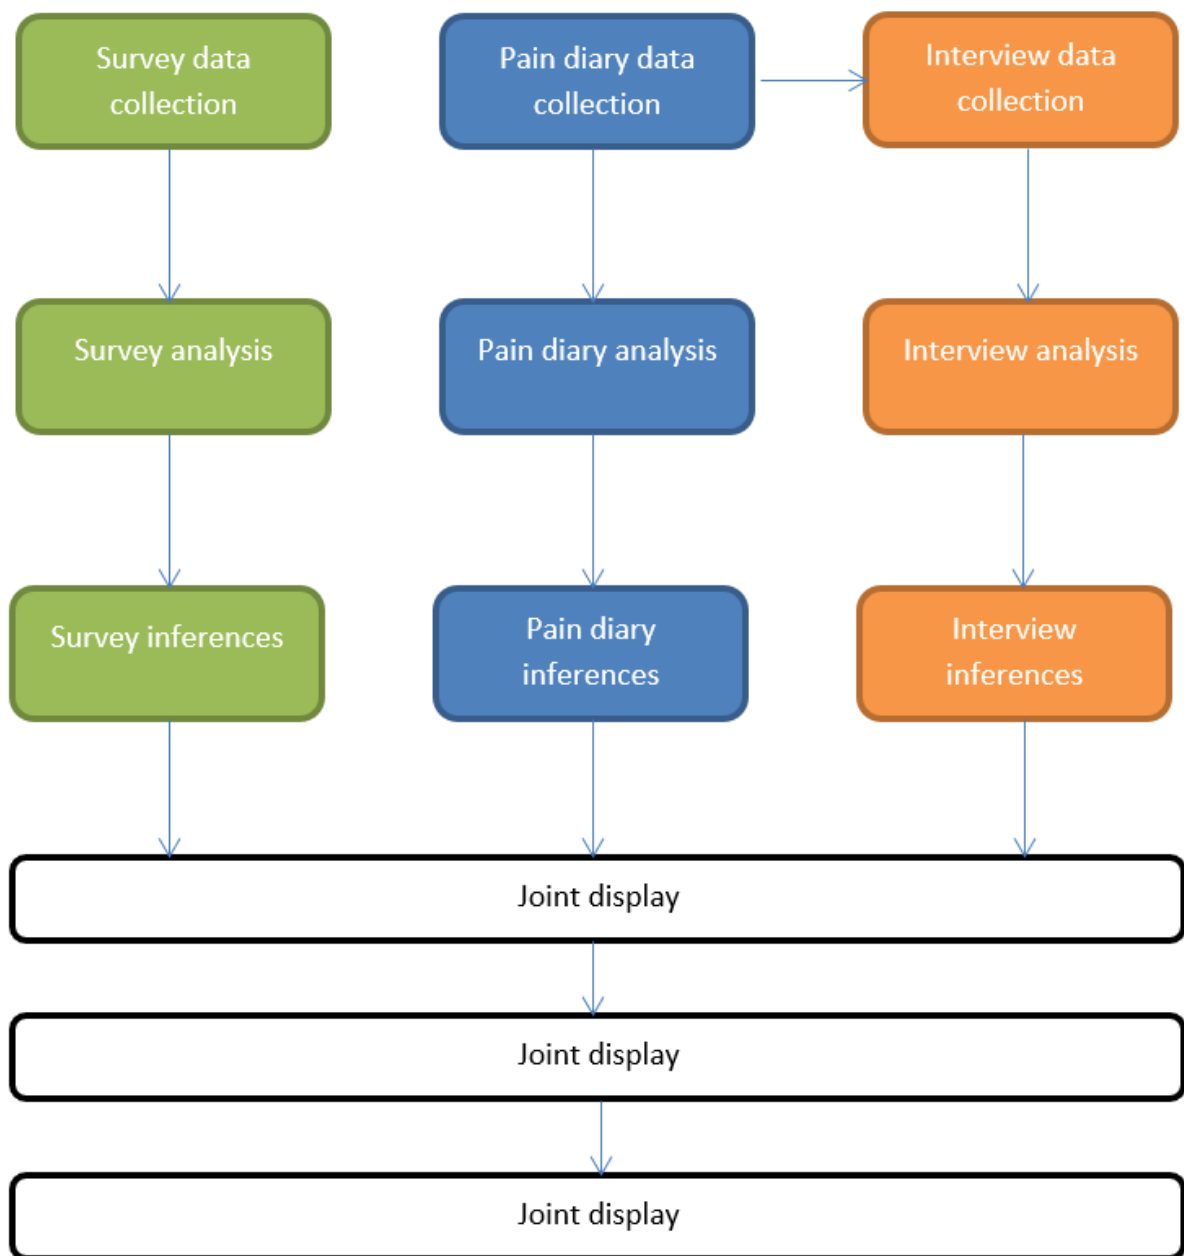 Survey data
collection
Pain diary data
collection
Interview data
collection
Survey analysis
Pain diary analysis
Interview analysis
Survey inferences
Pain diary
inferences
Interview
inferences
Joint display
Joint display
Joint display